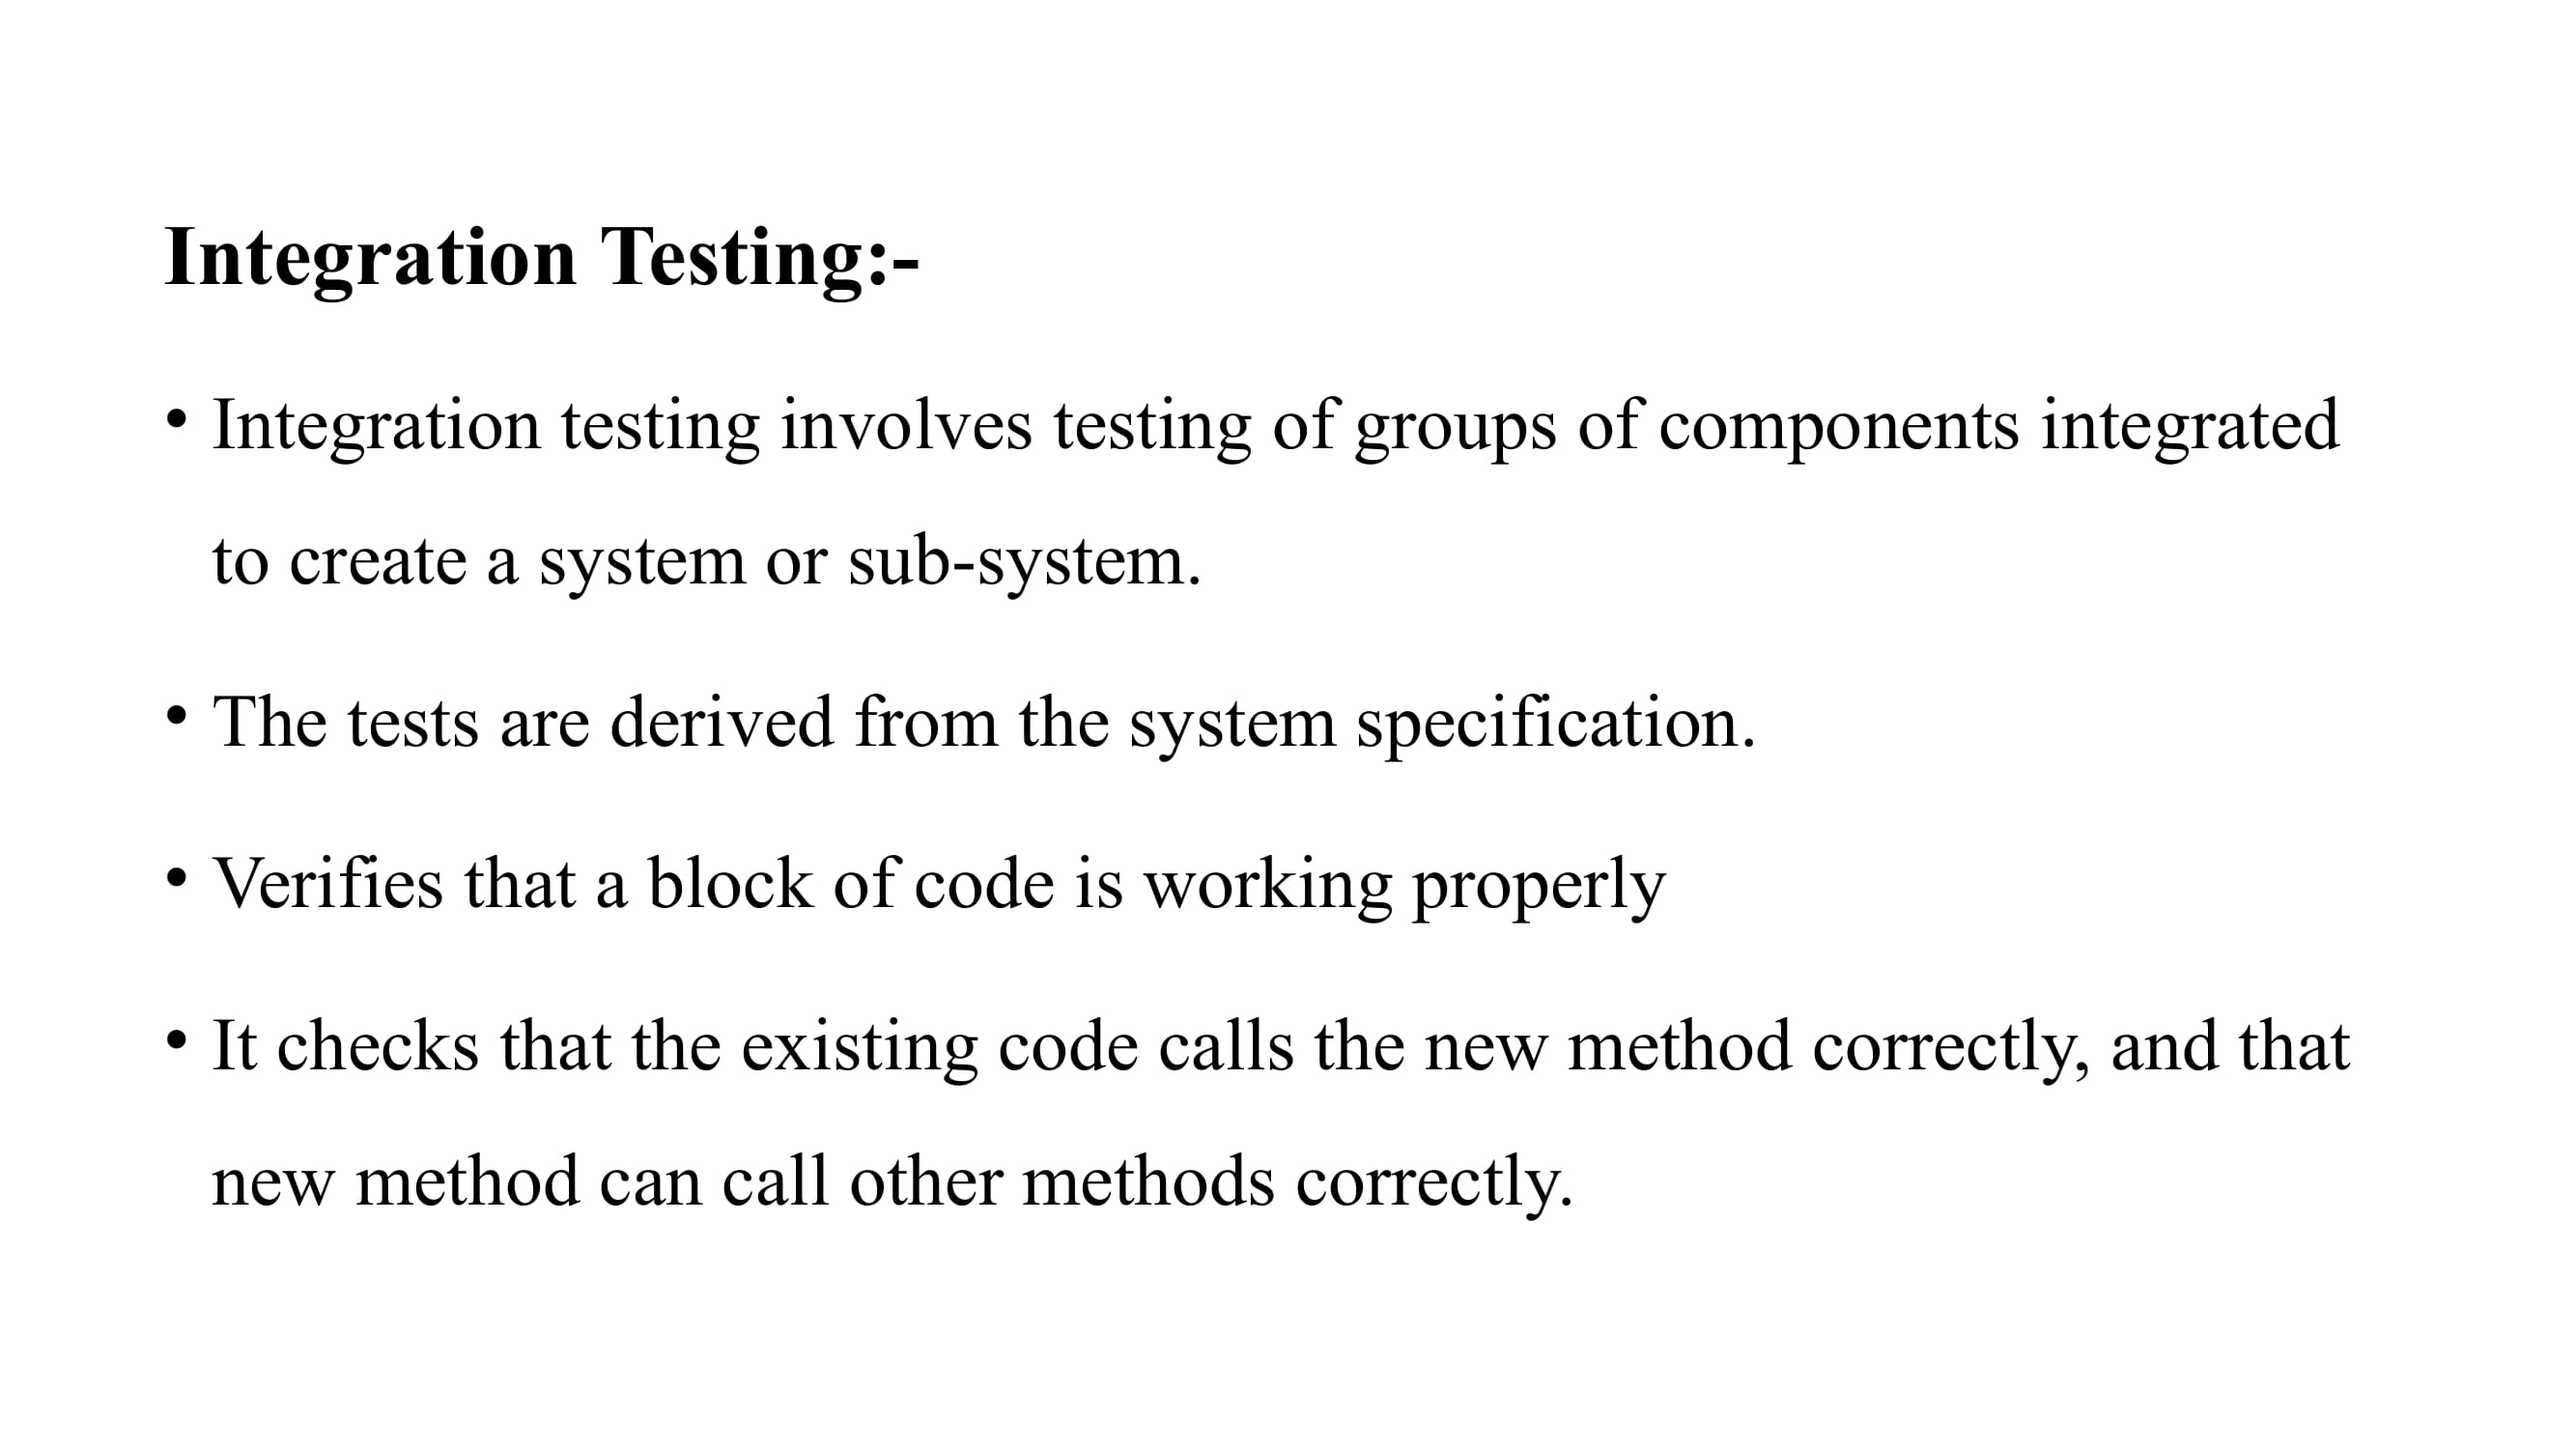 Integration Testing:-
• Integration testing involves testing of groups of components integrated
to create a system or sub-system.
• The tests are derived from the system specification.
• Verifies that a block of code is working properly
• It checks that the existing code calls the new method correctly, and that
new method can call other methods correctly.